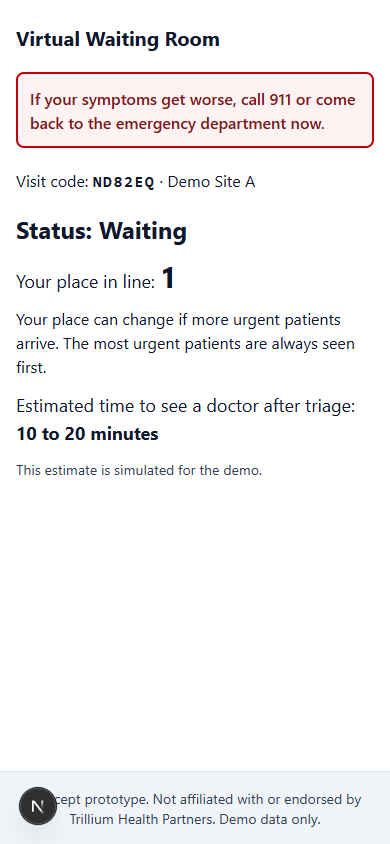 Virtual Waiting Room
If your symptoms get worse, call 911 or come
back to the emergency department now.
Visit code: ND82EQ · Demo Site A
Status: Waiting
Your place in line: 1
Your place can change if more urgent patients
arrive. The most urgent patients are always seen
first.
Estimated time to see a doctor after triage:
10 to 20 minutes
This estimate is simulated for the demo.
prototype. Not affiliated with or endorsed by
Trillium Health Partners. Demo data only.
N